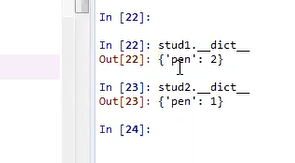 In [22]:
In [22]: stud1.__dict__
Out[22]: {'pen': 2}
In [23]: stud2.__dict__
Out[23]: {'pen': 1}
In [24]: